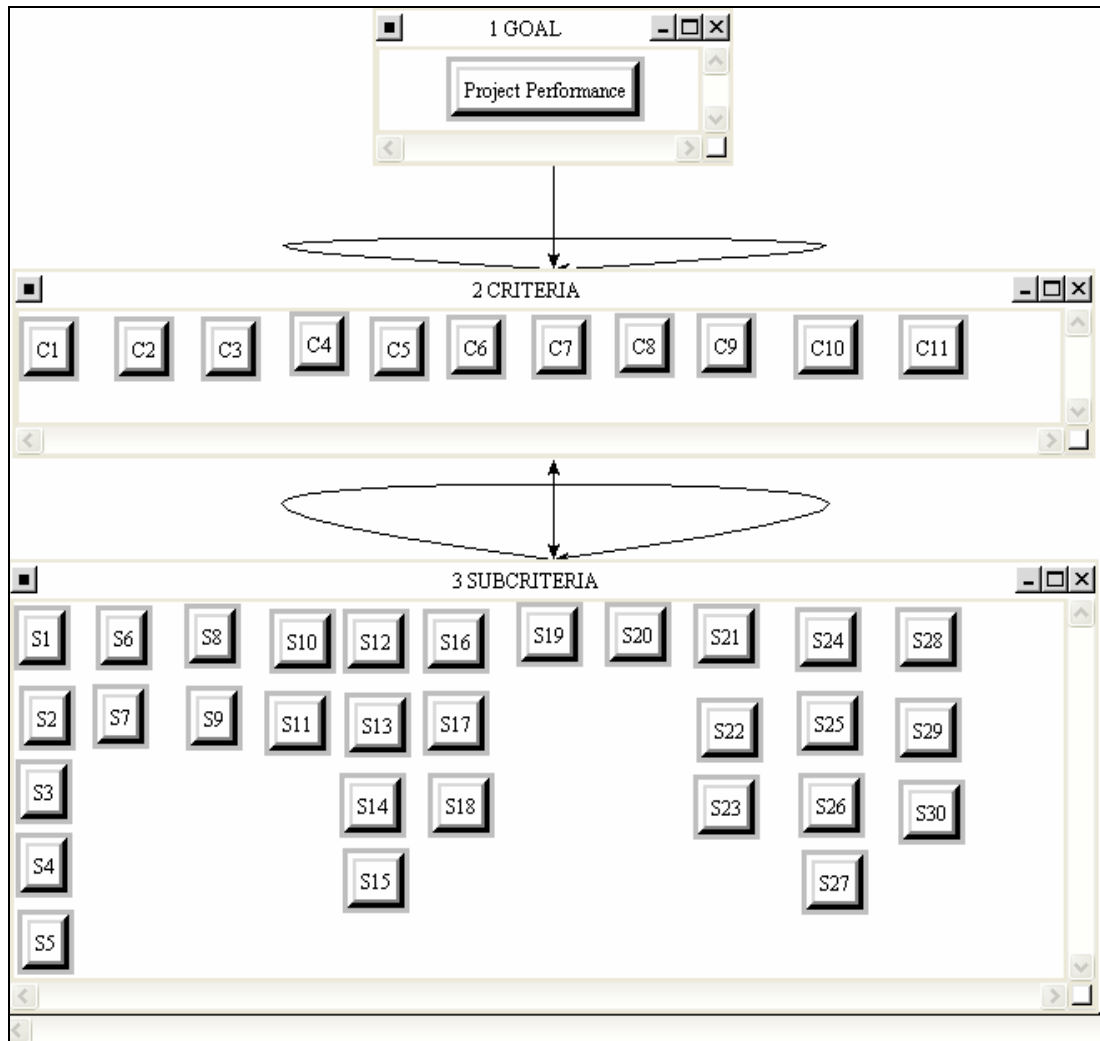 1 GOAL
Project Performance
2 CRITERIA
C1 C2 C3 C4 C5 C6 C7 C8 C9 C10 C11
3 SUBCRITERIA
S1 S6 S8 S10 S12 S16 S19 S20 S21 S24 S28
S2 S7 S9 S11 S13 S17 S22 S25 S29
S3 S14 S18 S23 S26 S30
S4 S15 S27
S5